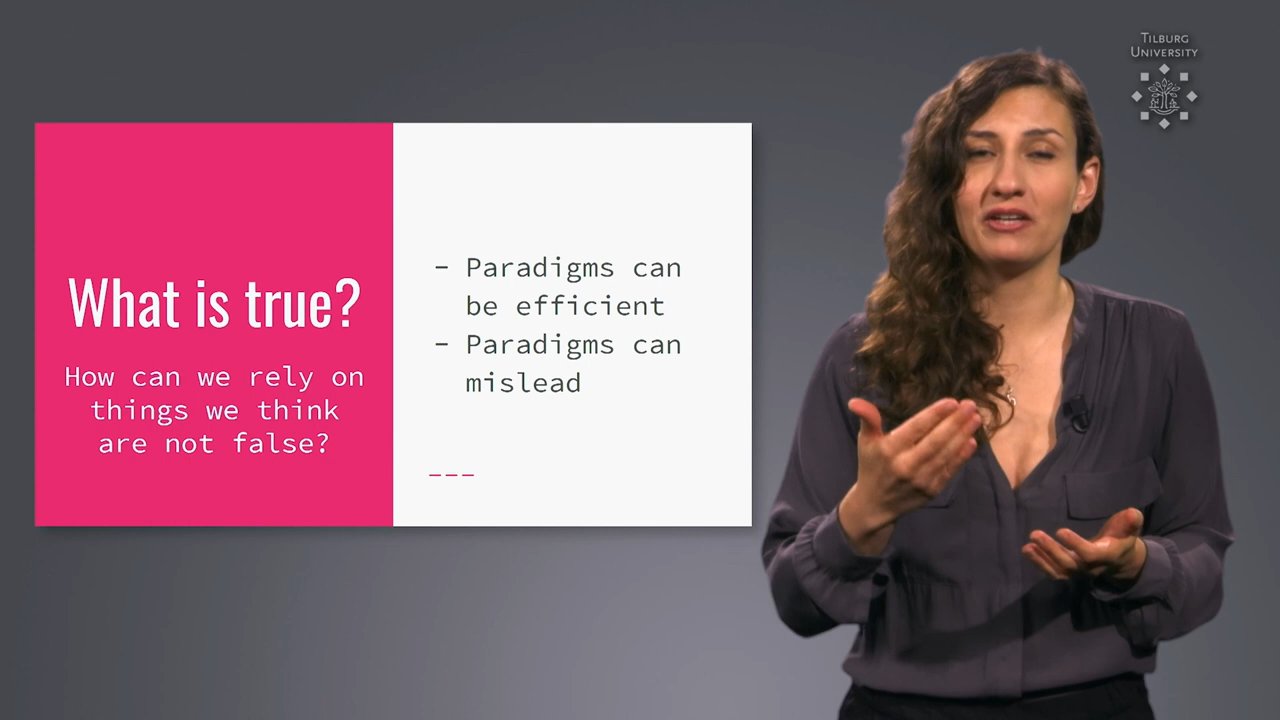 What is true?
How can we rely on
things we think
are not false?
- Paradigms can
be efficient
- Paradigms can
mislead
___
TILBURG
UNIVERSITY